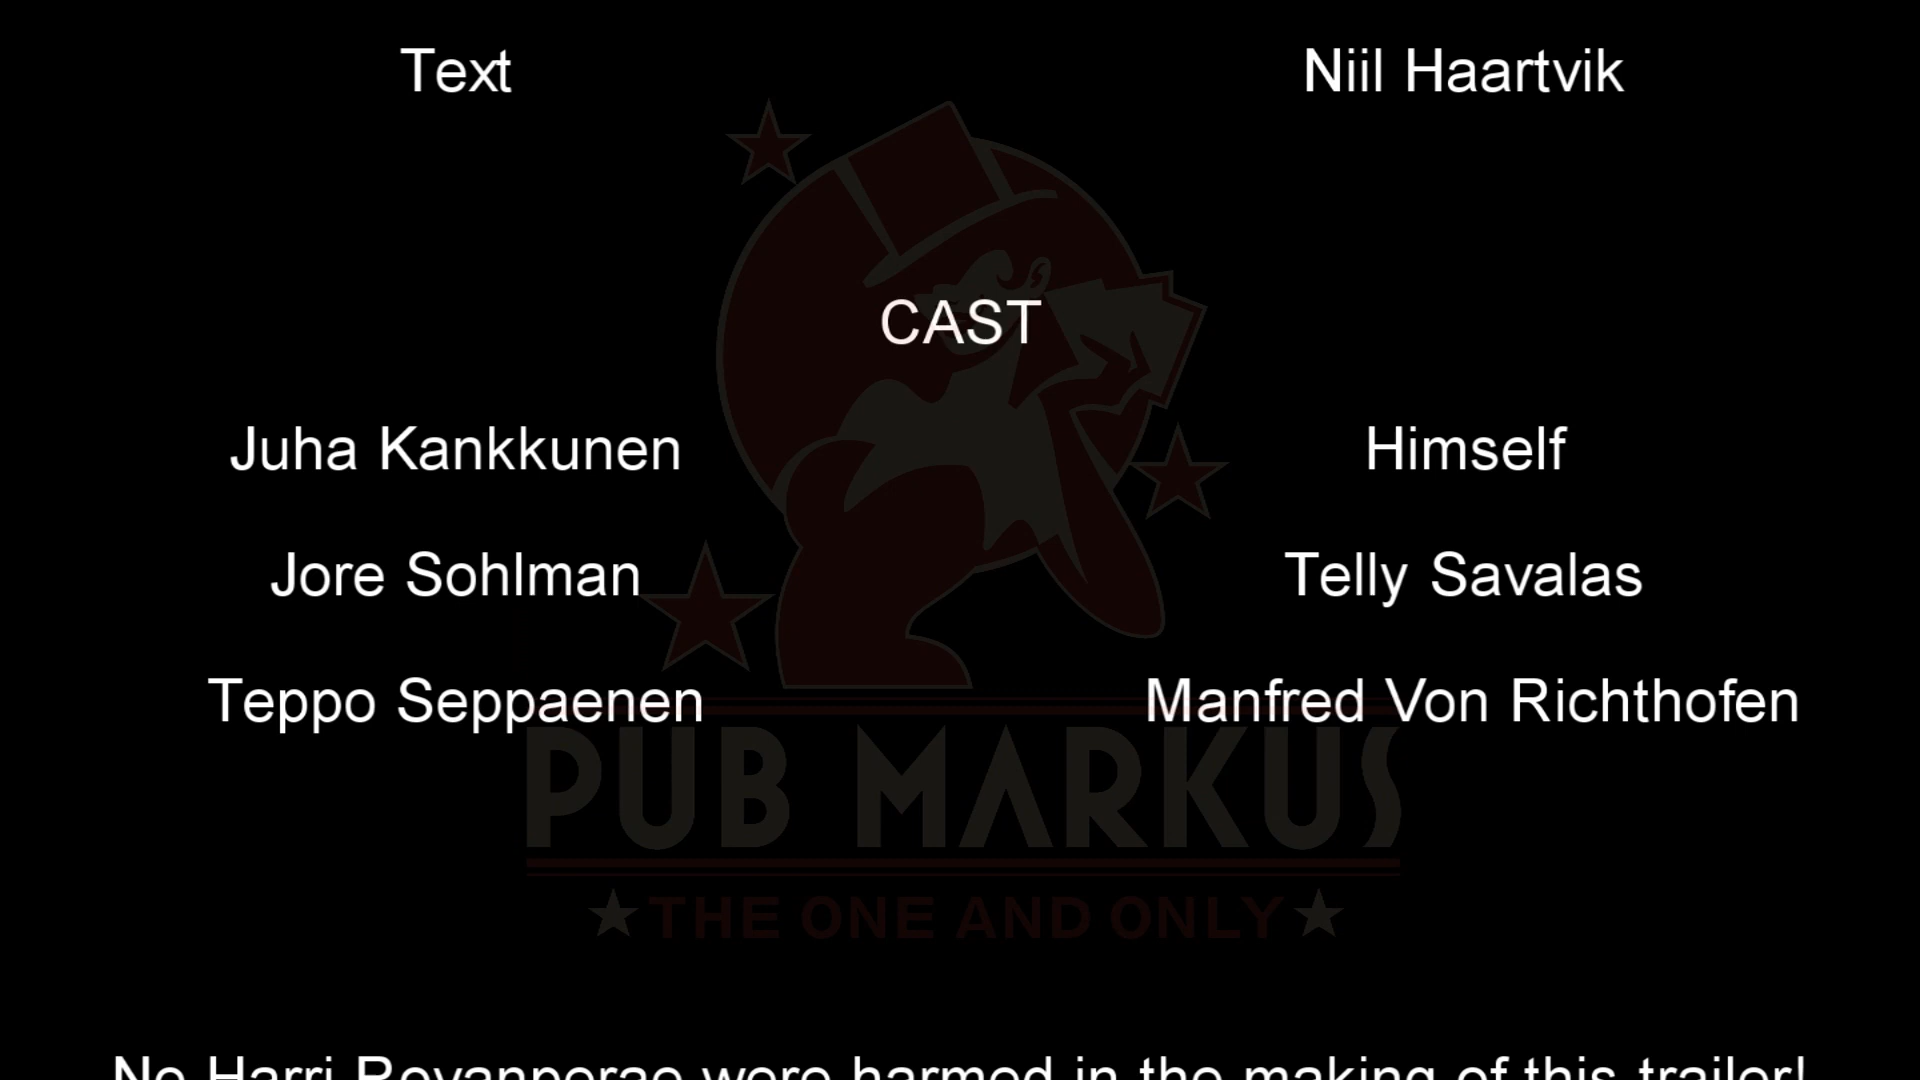 Text Niil Haartvik
CAST
Juha Kankkunen Himself
Jore Sohlman Telly Savalas
Teppo Seppaenen Manfred Von Richthofen
PUB MARKUS
THE ONE AND ONLY
No Harri Rovanperae were harmed in the making of this trailer!